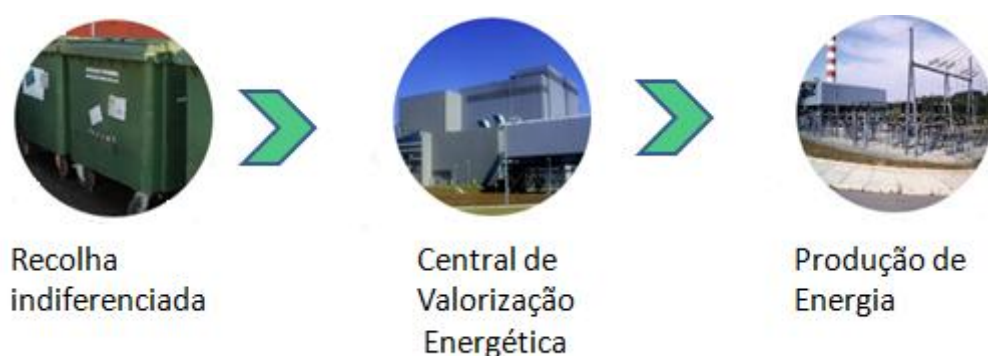 Recolha
indiferenciada
Central de
Valorização
Energética
Produção de
Energia